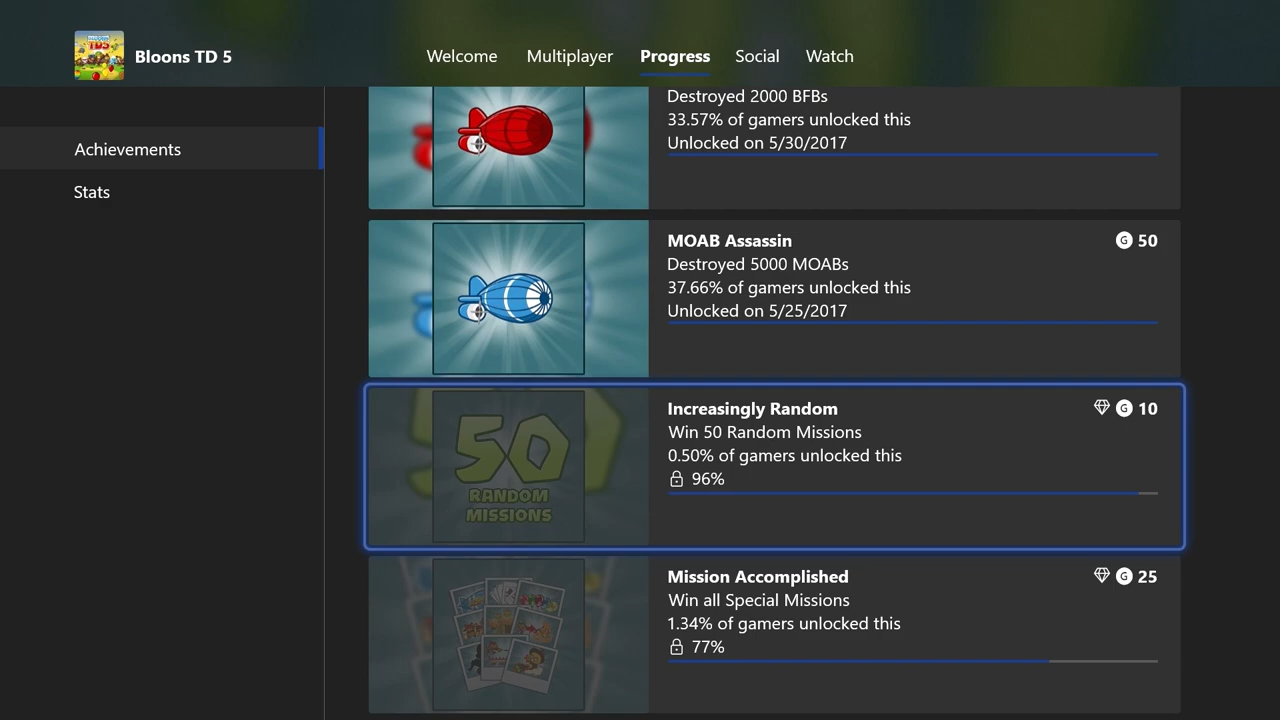 Bloons TD 5
Welcome
Multiplayer
Progress
Social
Watch
Achievements
Stats
Destroyed 2000 BFBs
33.57% of gamers unlocked this
Unlocked on 5/30/2017
MOAB Assassin
G 50
Destroyed 5000 MOABs
37.66% of gamers unlocked this
Unlocked on 5/25/2017
50
RANDOM
MISSIONS
Increasingly Random
G 10
Win 50 Random Missions
0.50% of gamers unlocked this
96%
Mission Accomplished
G 25
Win all Special Missions
1.34% of gamers unlocked this
77%